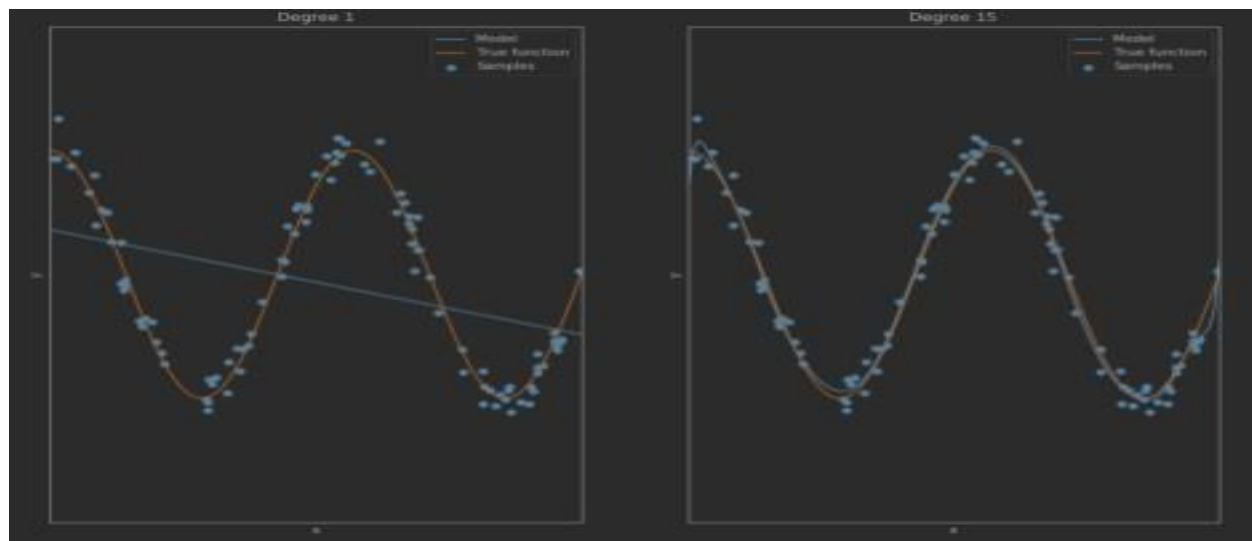 Degree 1
Model
True function
Samples
y
Degree 15
Model
True function
Samples
y